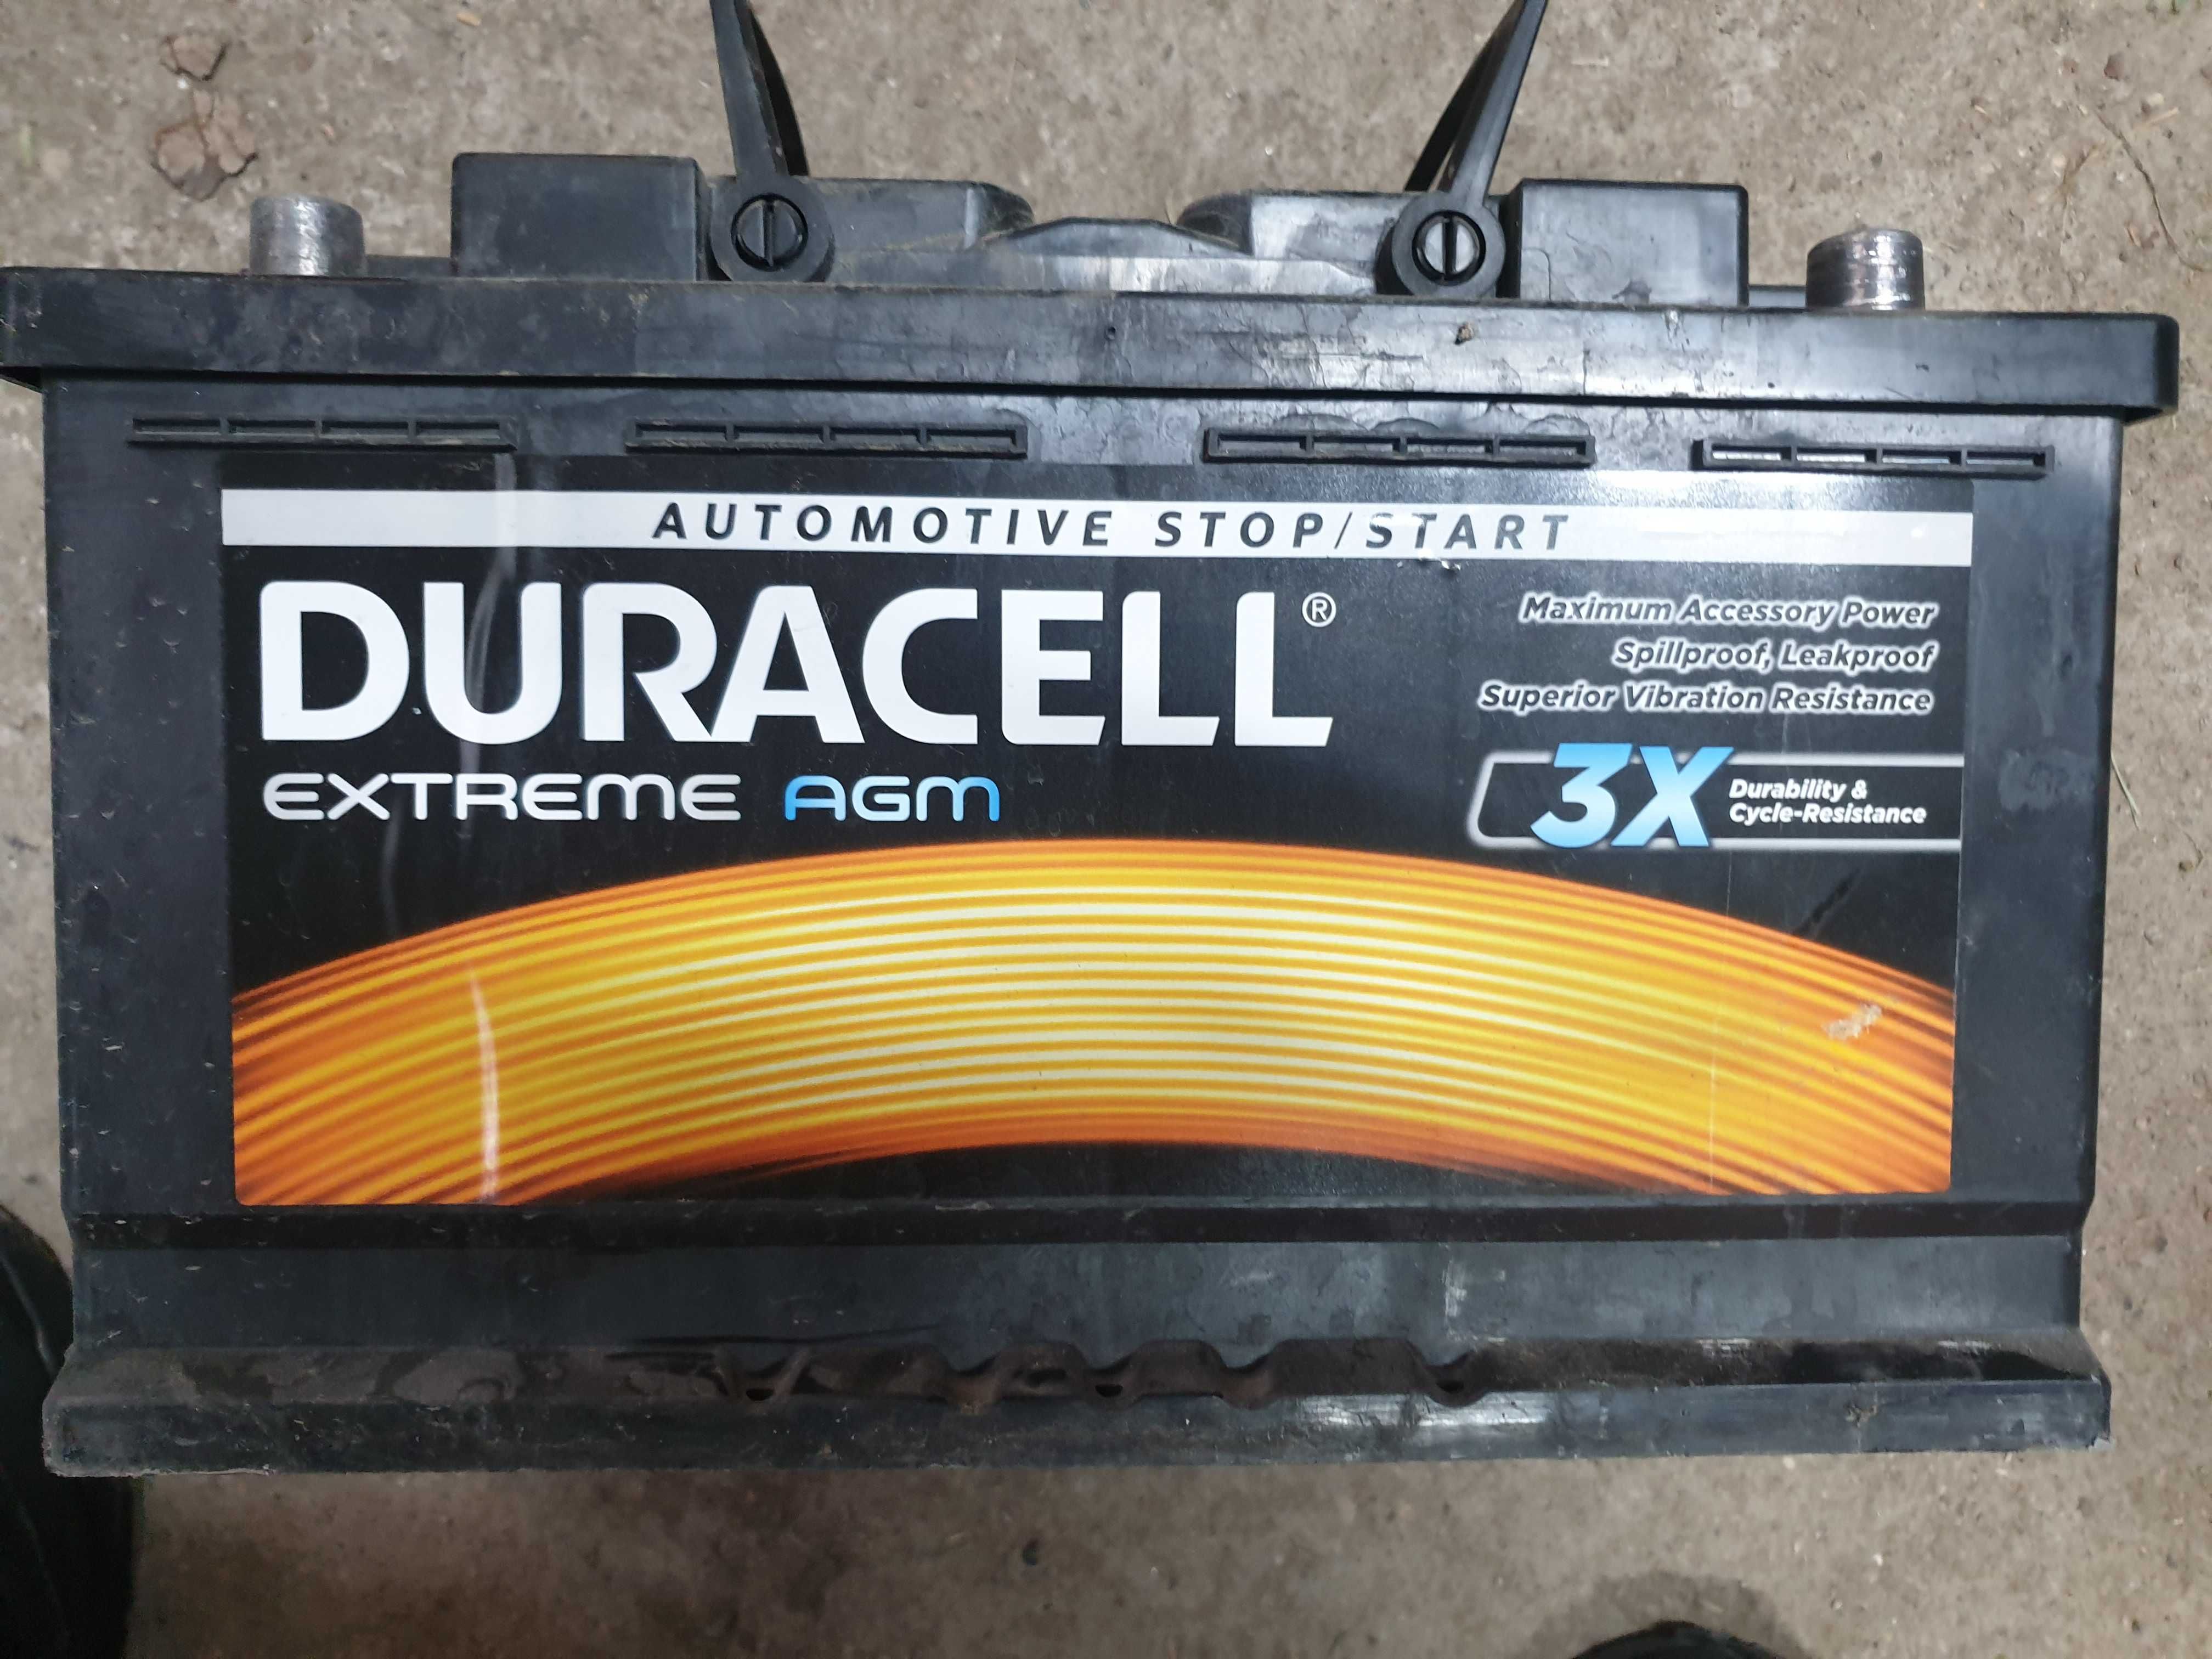 AUTOMOTIVE STOP/START
DURACELL®
EXTREME AGM
Maximum Accessory Power
Spillproof, Leakproof
Superior Vibration Resistance
3X
Durability &
Cycle-Resistance